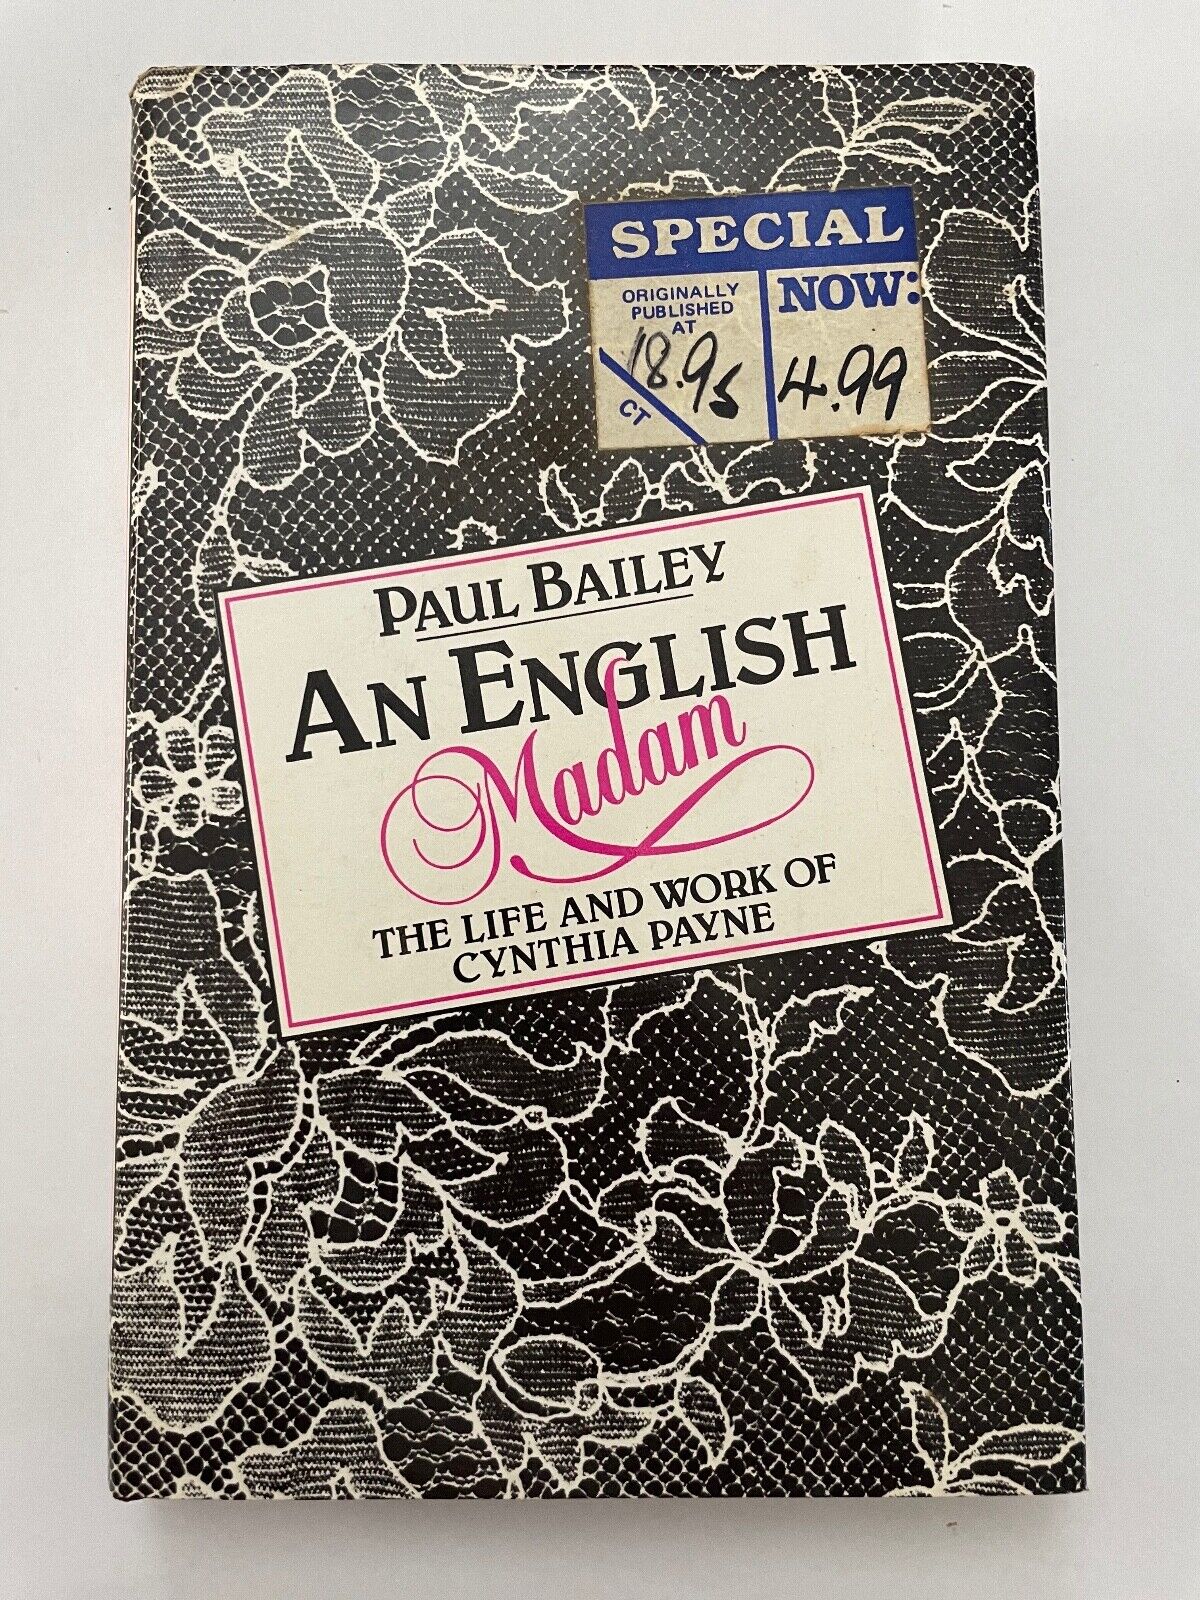 SPECIAL
ORIGINALLY
PUBLISHED
AT
18.95
CT
NOW:
4.99
PAUL BAILEY
AN ENGLISH
Madam
THE LIFE AND WORK OF
CYNTHIA PAYNE